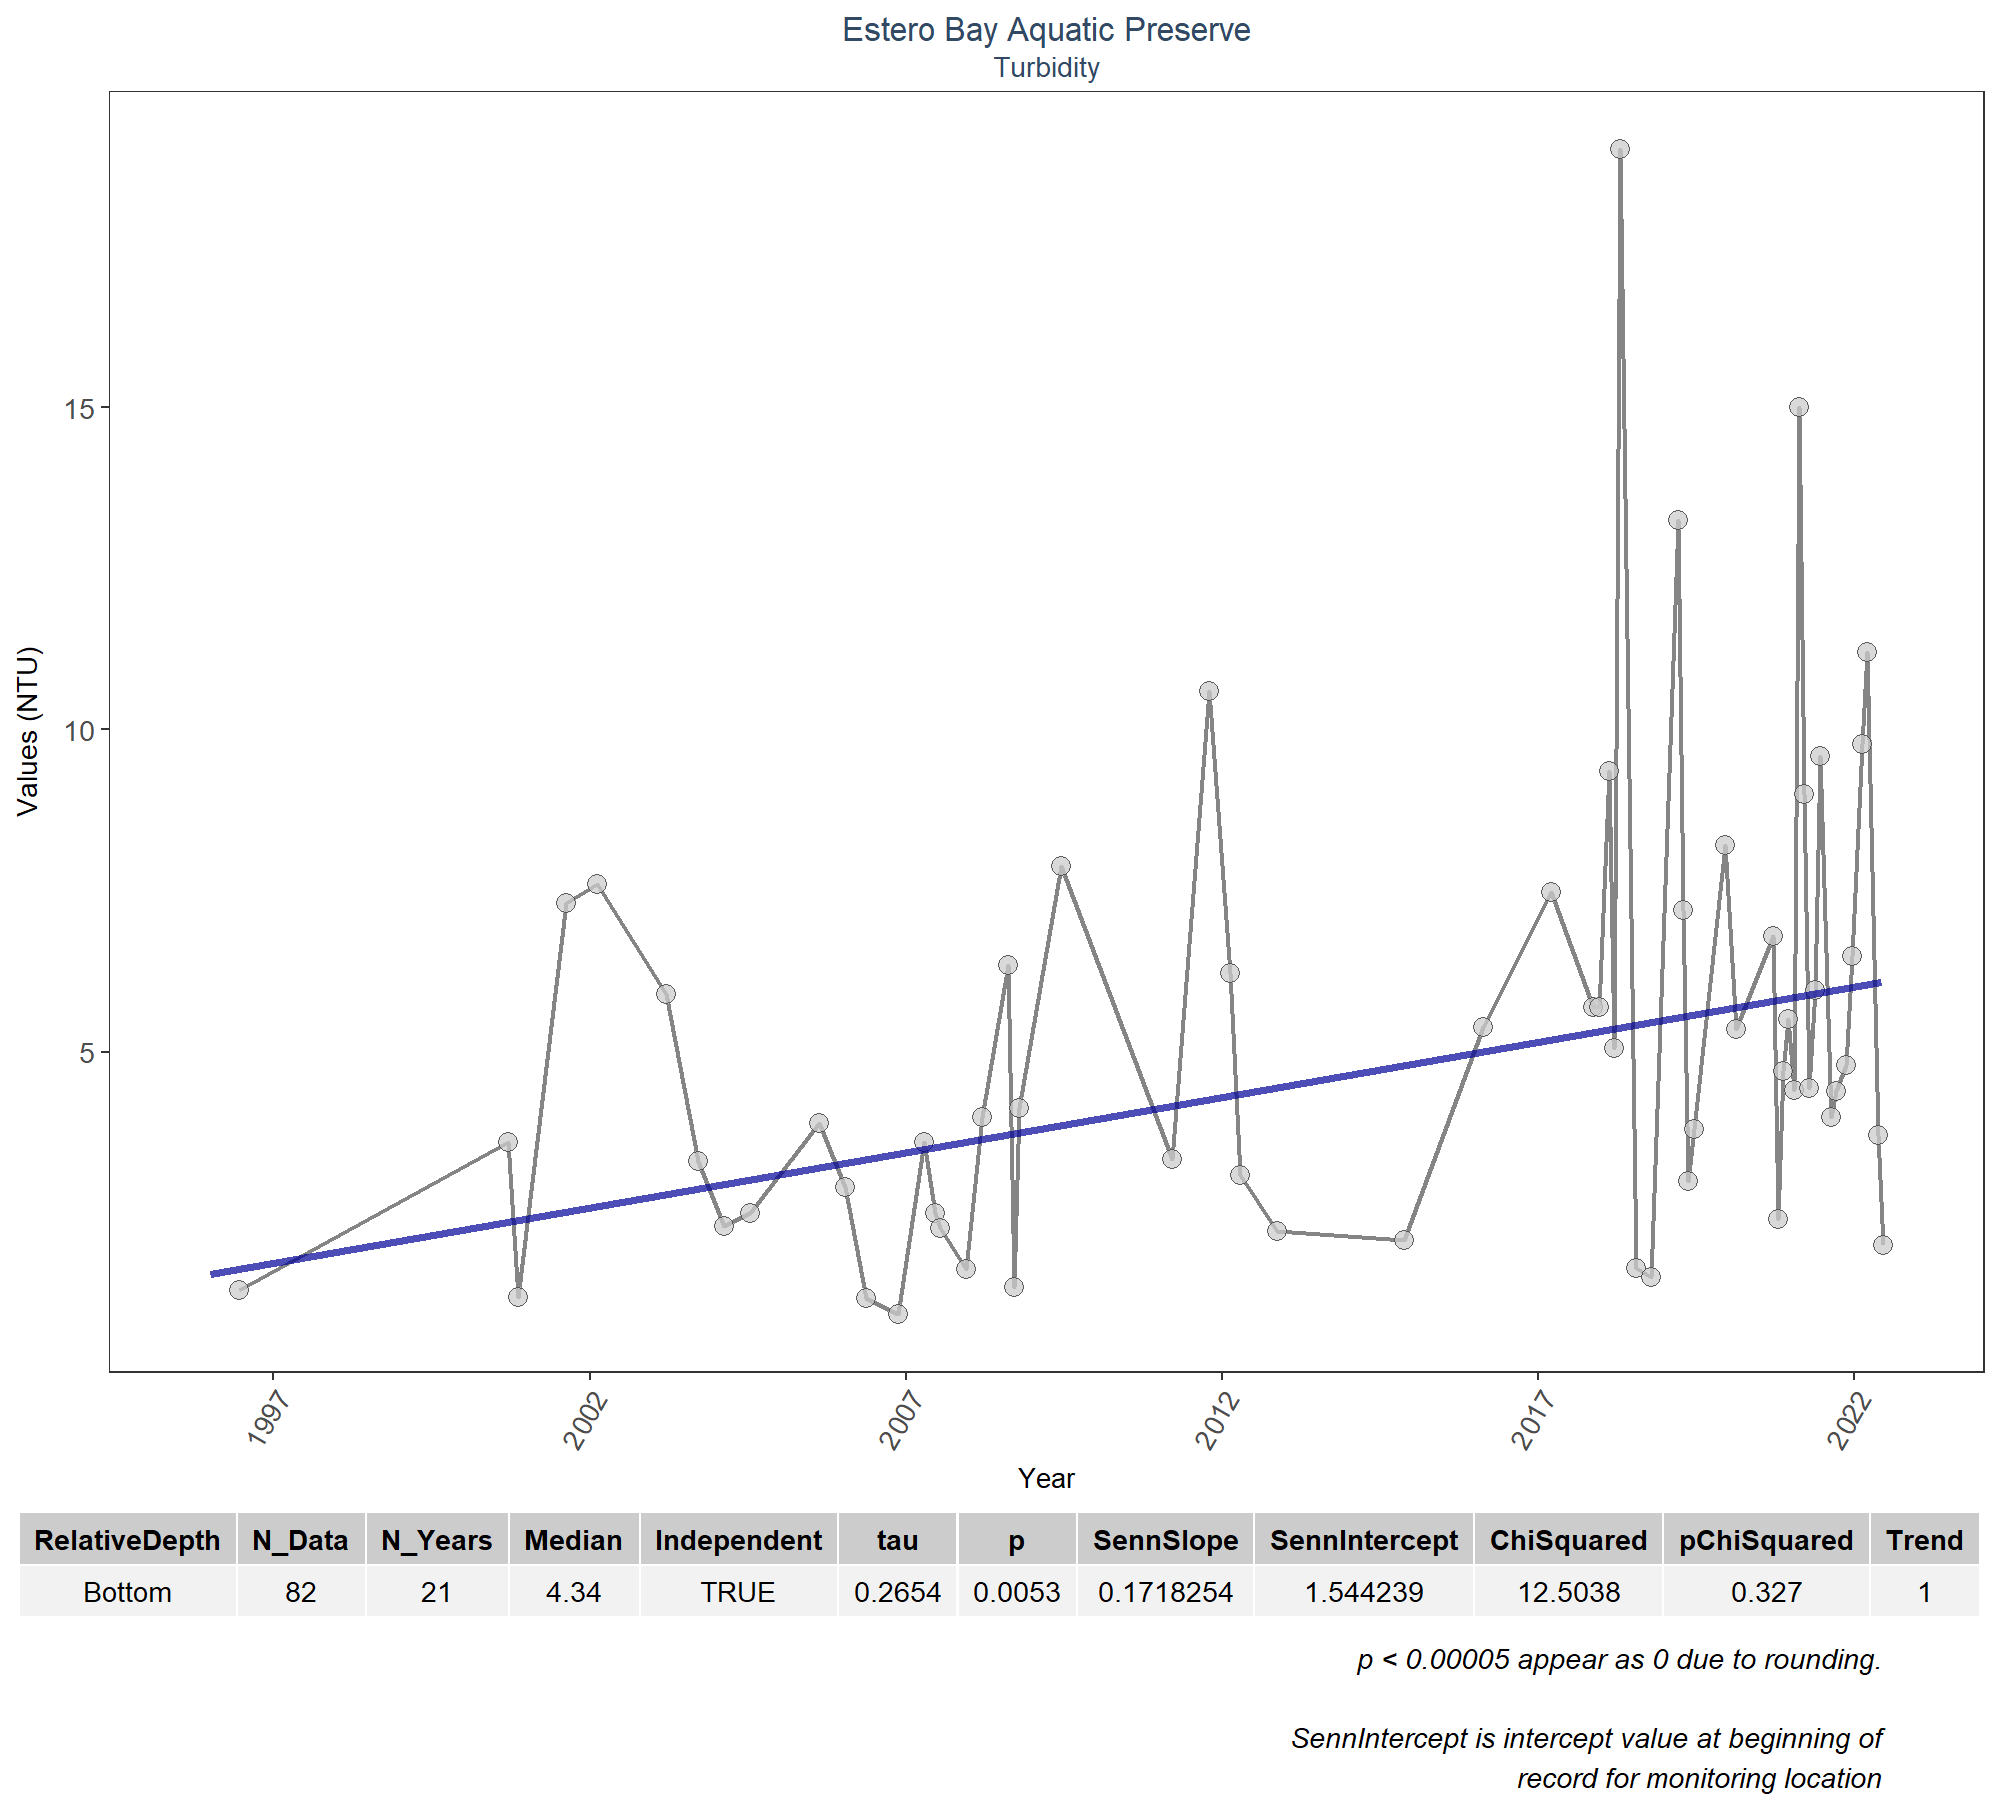 Estero Bay Aquatic Preserve
Turbidity
Values (NTU)
15
10
5
1997 2002 2007 2012 2017 2022
Year
RelativeDepth N_Data N_Years Median Independent tau p SennSlope SennIntercept ChiSquared pChiSquared Trend
Bottom 82 21 4.34 TRUE 0.2654 0.0053 0.1718254 1.544239 12.5038 0.327 1
p < 0.00005 appear as 0 due to rounding.
SennIntercept is intercept value at beginning of
record for monitoring location